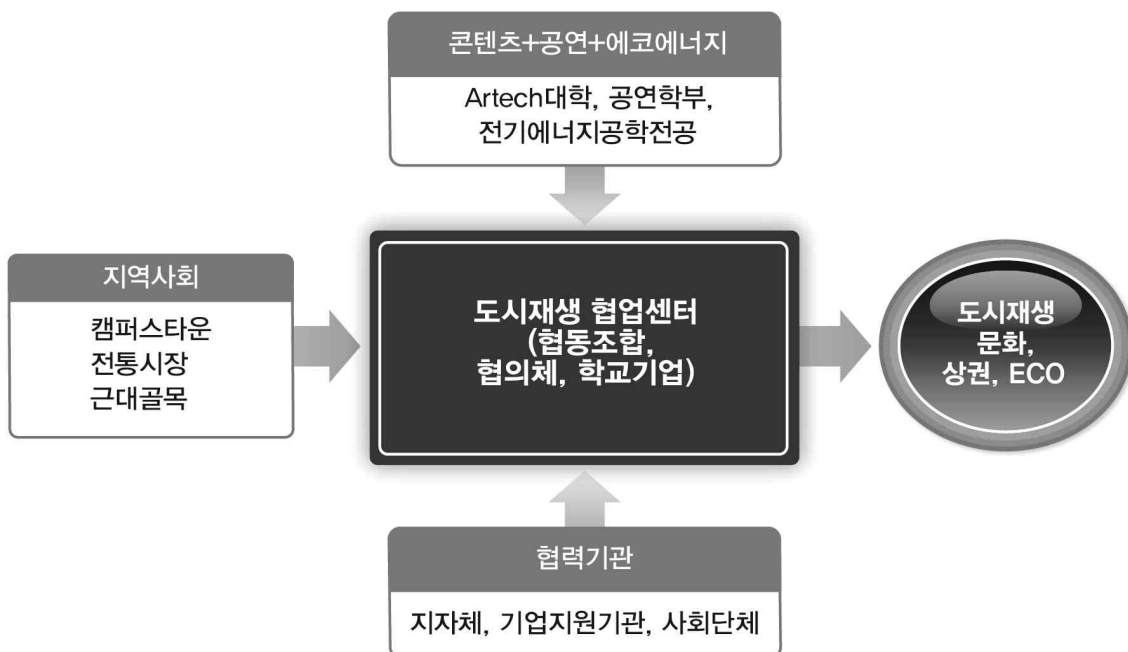 콘텐츠+공연+에코에너지
Artech대학, 공연학부,
전기에너지공학전공
지역사회
캠퍼스타운
전통시장
근대골목
도시재생 협업센터
(협동조합,
협의체, 학교기업)
도시재생
문화,
상권, ECO
협력기관
지자체, 기업지원기관, 사회단체